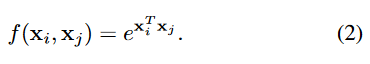 f(x_i, x_j) = e^{x_i^T x_j}. (2)